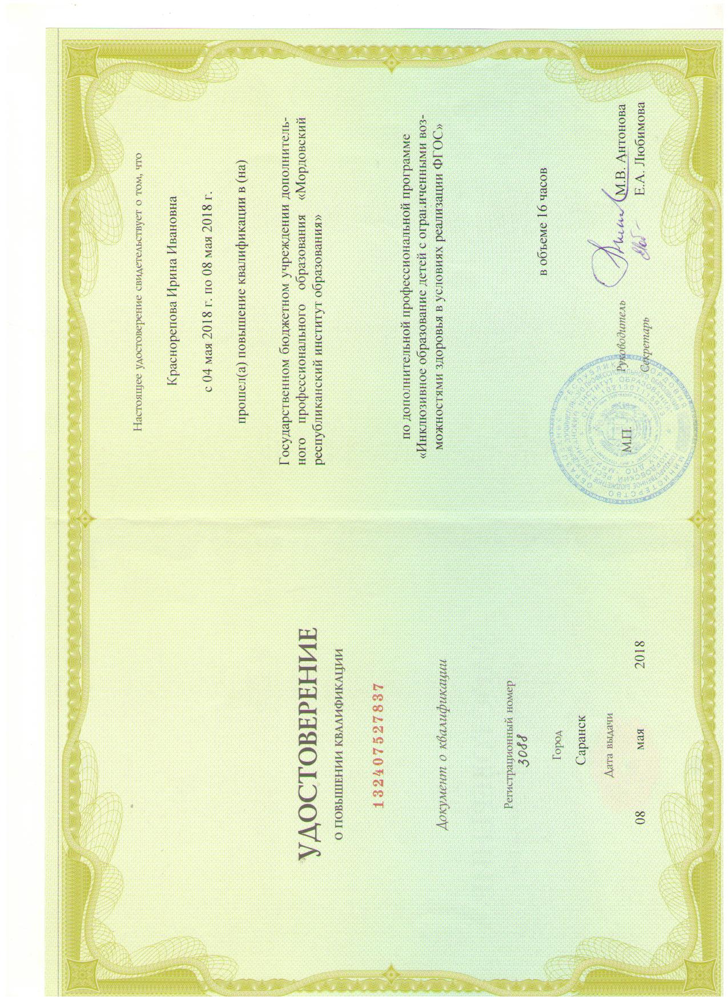 УДОСТОВЕРЕНИЕ
О ПОВЫШЕНИИ КВАЛИФИКАЦИИ
132407527837
Документ о квалификации
Регистрационный номер
3088
Город
Саранск
Дата выдачи
08 мая 2018
Настоящее удостоверение свидетельствует о том, что
Краснорепова Ирина Ивановна
с 04 мая 2018 г. по 08 мая 2018 г.
прошел(а) повышение квалификации в (на)
Государственном бюджетном учреждении дополнитель-
ного профессионального образования «Мордовский
республиканский институт образования»
по дополнительной профессиональной программе
«Инклюзивное образование детей с ограниченными воз-
можностями здоровья в условиях реализации ФГОС»
в объеме 16 часов
М.П.
Руководитель М.В. Антонова
Секретарь Е.А. Любимова